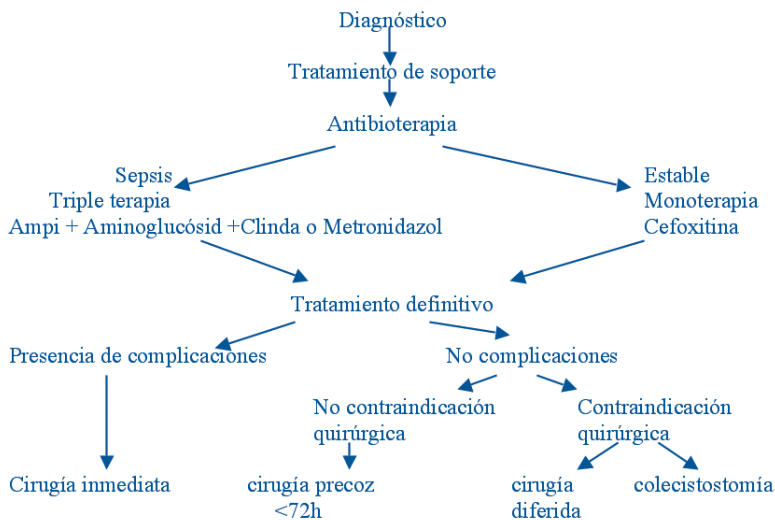 Diagnóstico
Tratamiento de soporte
Antibioterapia
Sepsis
Triple terapia
Ampi + Aminoglucósid +Clinda o Metronidazol
Estable
Monoterapia
Cefoxitina
Tratamiento definitivo
Presencia de complicaciones
No complicaciones
No contraindicación
quirúrgica
Contraindicación
quirúrgica
Cirugía inmediata
cirugía precoz
<72h
cirugía
diferida
colecistostomía